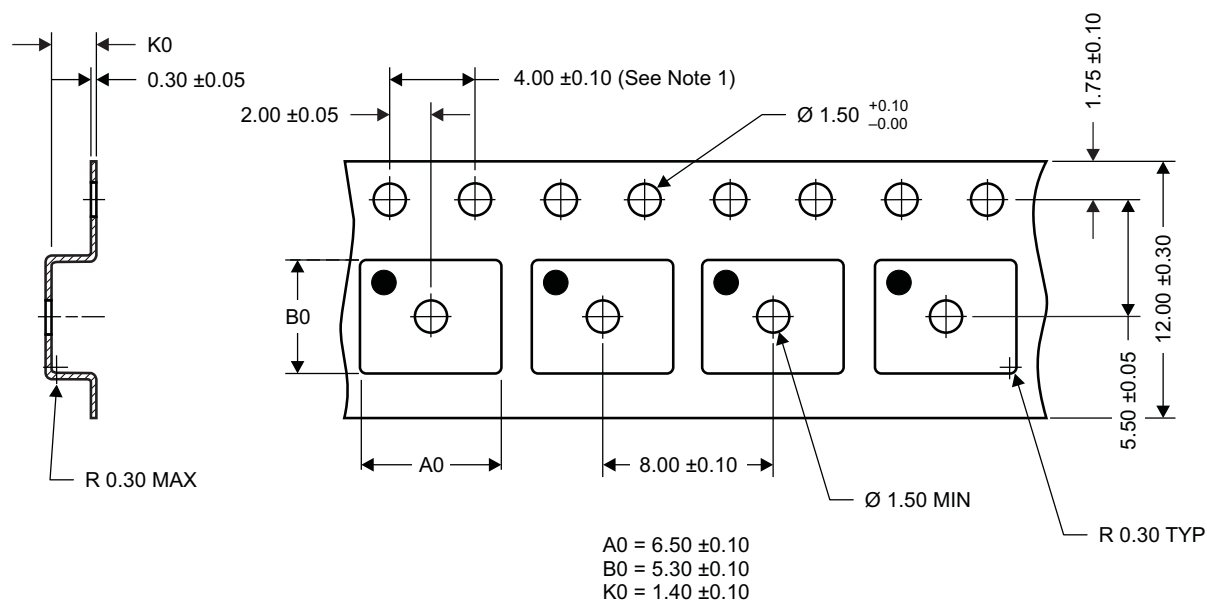 K0
0.30 ±0.05
4.00 ±0.10 (See Note 1)
2.00 ±0.05
Ø 1.50 +0.10
–0.00
1.75 ±0.10
12.00 ±0.30
5.50 ±0.05
B0
A0
8.00 ±0.10
R 0.30 MAX
Ø 1.50 MIN
R 0.30 TYP
A0 = 6.50 ±0.10
B0 = 5.30 ±0.10
K0 = 1.40 ±0.10